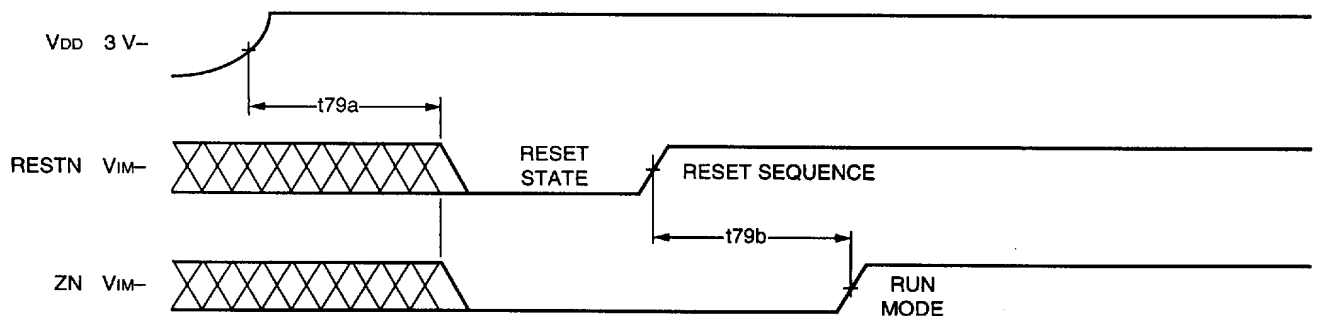 VDD 3 V–
t79a
RESTN VIM–
RESET
STATE
RESET SEQUENCE
t79b
ZN VIM–
RUN
MODE